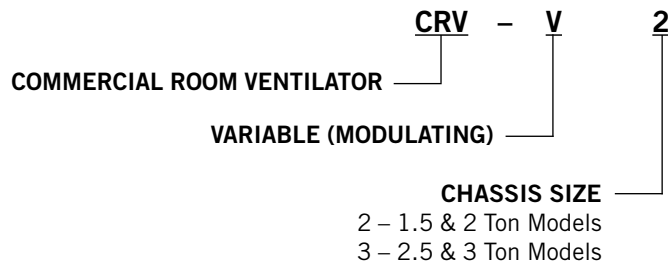 CRV – V 2
COMMERCIAL ROOM VENTILATOR
VARIABLE (MODULATING)
CHASSIS SIZE
2 – 1.5 & 2 Ton Models
3 – 2.5 & 3 Ton Models